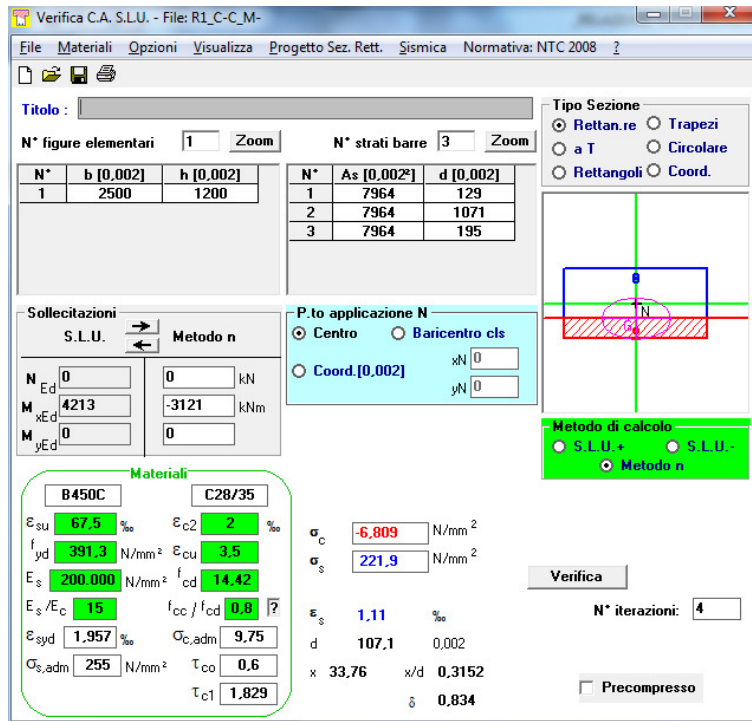 Verifica C.A. S.L.U. - File: R1_C-C_M-
File Materiali Opzioni Visualizza Progetto Sez. Rett. Sismica Normativa: NTC 2008 ?
Titolo :
N° figure elementari 1 Zoom
N° strati barre 3 Zoom
N° b [0,002] h [0,002]
1 2500 1200
N° As [0,002²] d [0,002]
1 7964 129
2 7964 1071
3 7964 195
Tipo Sezione
Rettan.re Trapezi
a T Circolare
Rettangoli Coord.
N
G
Sollecitazioni
S.L.U. Metodo n
N Ed 0 0 kN
M xEd 4213 -3121 kNm
M yEd 0 0
P.to applicazione N
Centro Baricentro cls
Coord.[0,002] xN 0
yN 0
Metodo di calcolo
S.L.U.+ S.L.U.-
Metodo n
Materiali
B450C C28/35
εsu 67,5 ‰ εc2 2 ‰
fyd 391,3 N/mm² εcu 3,5
Es 200.000 N/mm² fcd 14,42
Es/Ec 15 fcc/fcd 0,8 ?
εsyd 1,957 ‰ σc,adm 9,75
σs,adm 255 N/mm² τco 0,6
τc1 1,829
σc -6,809 N/mm²
σs 221,9 N/mm²
εs 1,11 ‰
d 107,1 0,002
x 33,76 x/d 0,3152
δ 0,834
Verifica
N° iterazioni: 4
Precompresso